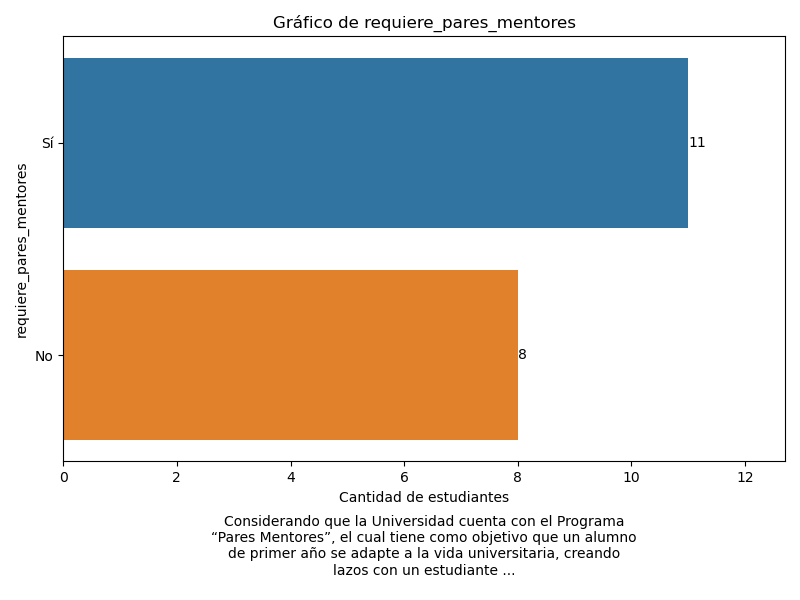 Gráfico de requiere_pares_mentores
requiere_pares_mentores
Sí
11
No
8
0 2 4 6 8 10 12
Cantidad de estudiantes
Considerando que la Universidad cuenta con el Programa
“Pares Mentores”, el cual tiene como objetivo que un alumno
de primer año se adapte a la vida universitaria, creando
lazos con un estudiante ...